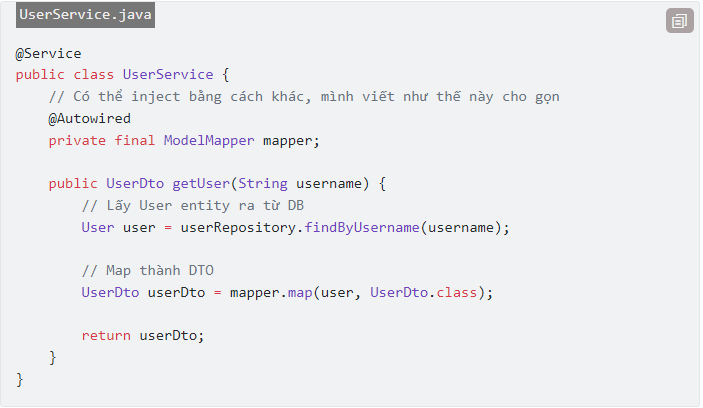 UserService.java
@Service
public class UserService {
// Có thể inject bằng cách khác, mình viết như thế này cho gọn
@Autowired
private final ModelMapper mapper;
public UserDto getUser(String username) {
// Lấy User entity ra từ DB
User user = userRepository.findByUsername(username);
// Map thành DTO
UserDto userDto = mapper.map(user, UserDto.class);
return userDto;
}
}